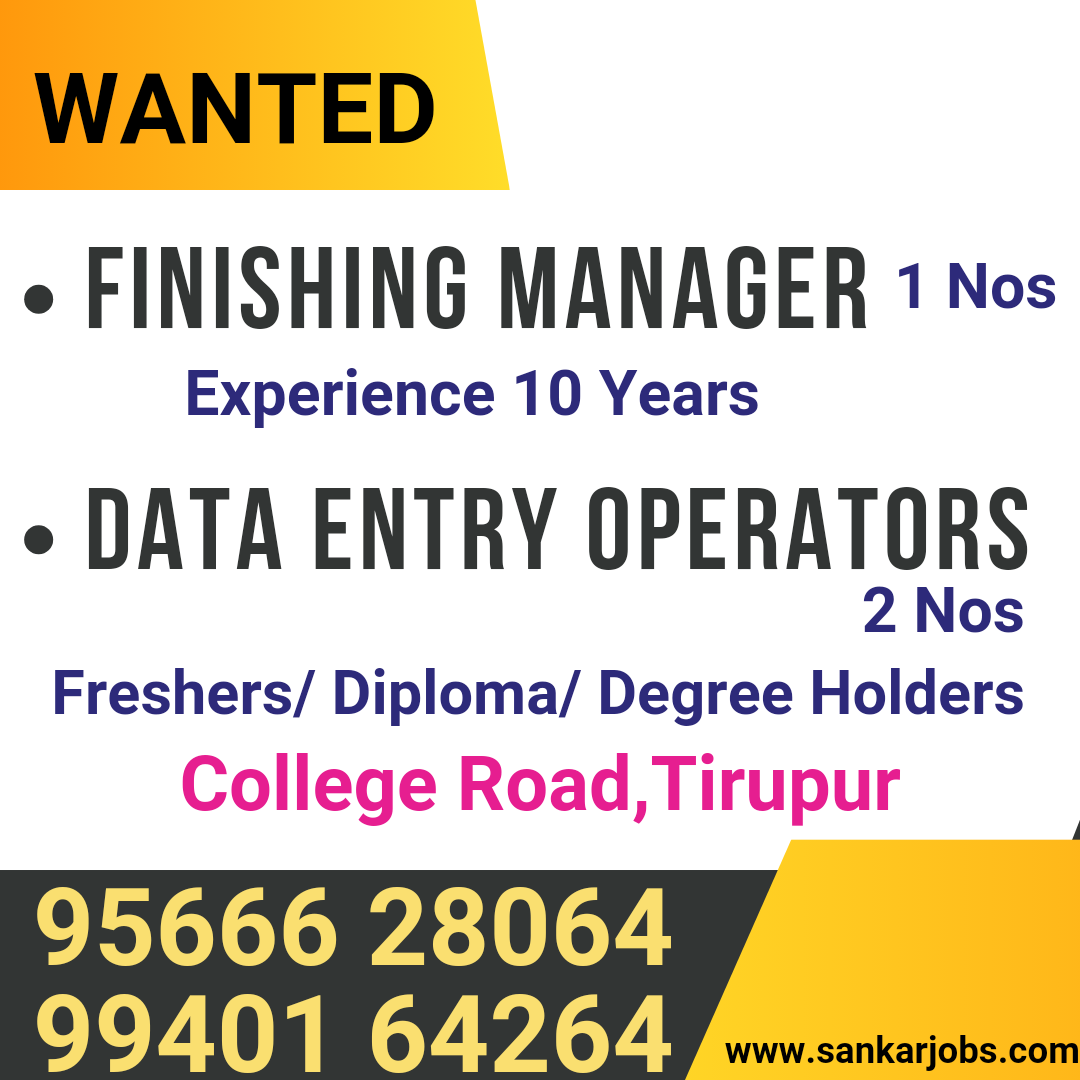 WANTED
• FINISHING MANAGER 1 Nos
Experience 10 Years
• DATA ENTRY OPERATORS
2 Nos
Freshers/ Diploma/ Degree Holders
College Road,Tirupur
95666 28064
99401 64264
www.sankarjobs.com